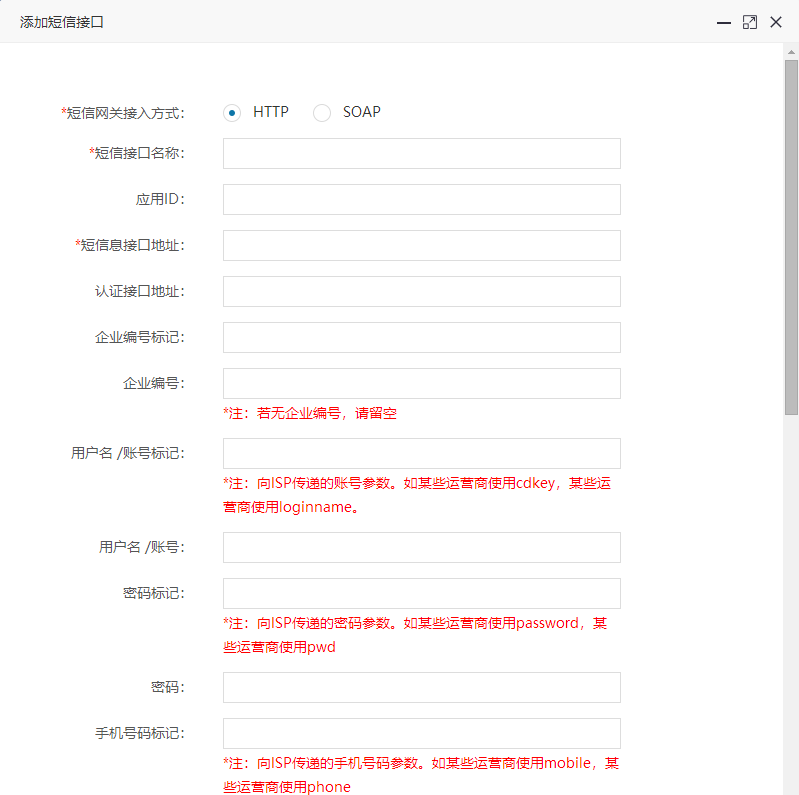 添加短信接口
*短信网关接入方式： HTTP SOAP
*短信接口名称：
应用ID：
*短信息接口地址：
认证接口地址：
企业编号标记：
企业编号：
*注：若无企业编号，请留空
用户名 /账号标记：
*注：向ISP传递的账号参数。如某些运营商使用cdkey，某些运
营商使用loginname。
用户名 /账号：
密码标记：
*注：向ISP传递的密码参数。如某些运营商使用password，某
些运营商使用pwd
密码：
手机号码标记：
*注：向ISP传递的手机号码参数。如某些运营商使用mobile，某
些运营商使用phone